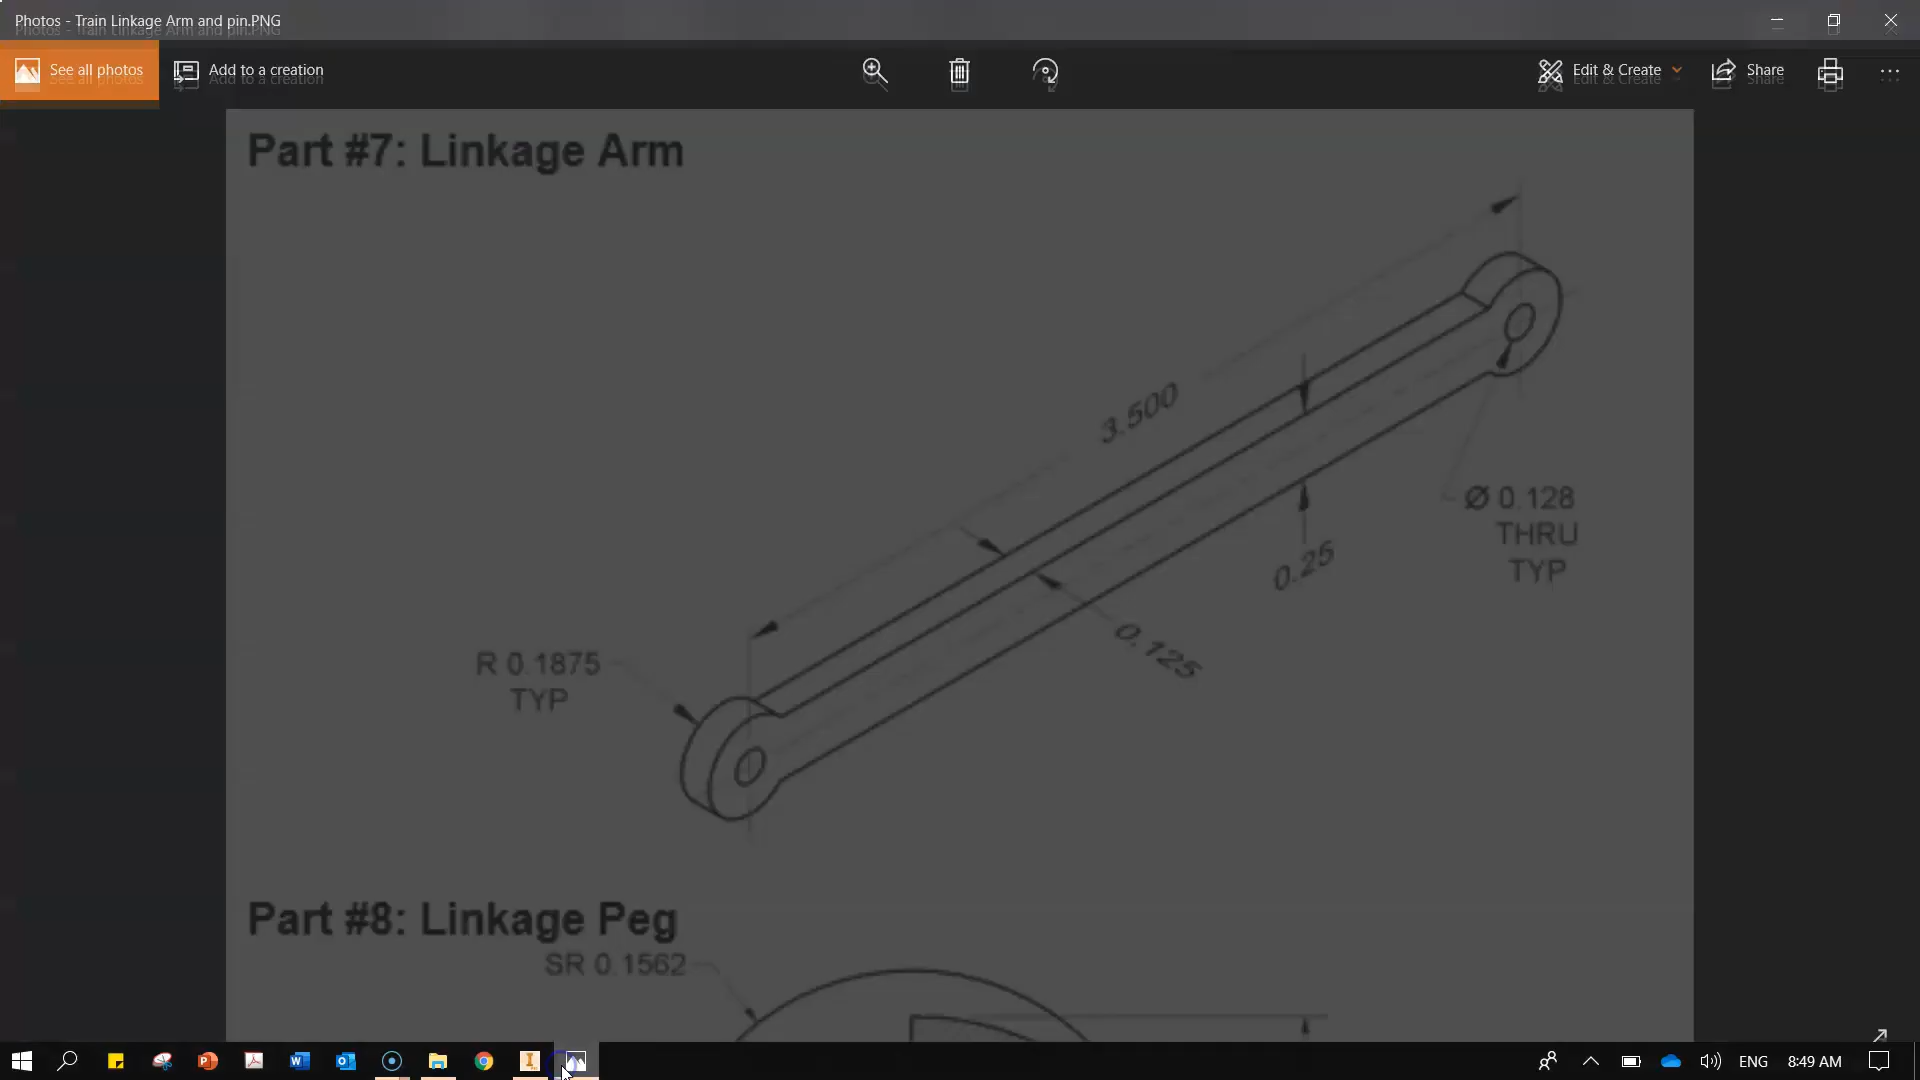 Photos - Train Linkage Arm and pin.PNG
See all photos
Add to a creation
Edit & Create
Share
Part #7: Linkage Arm
3.500
Ø 0.128
THRU
TYP
0.25
0.125
R 0.1875
TYP
Part #8: Linkage Peg
SR 0.1562
ENG
8:49 AM